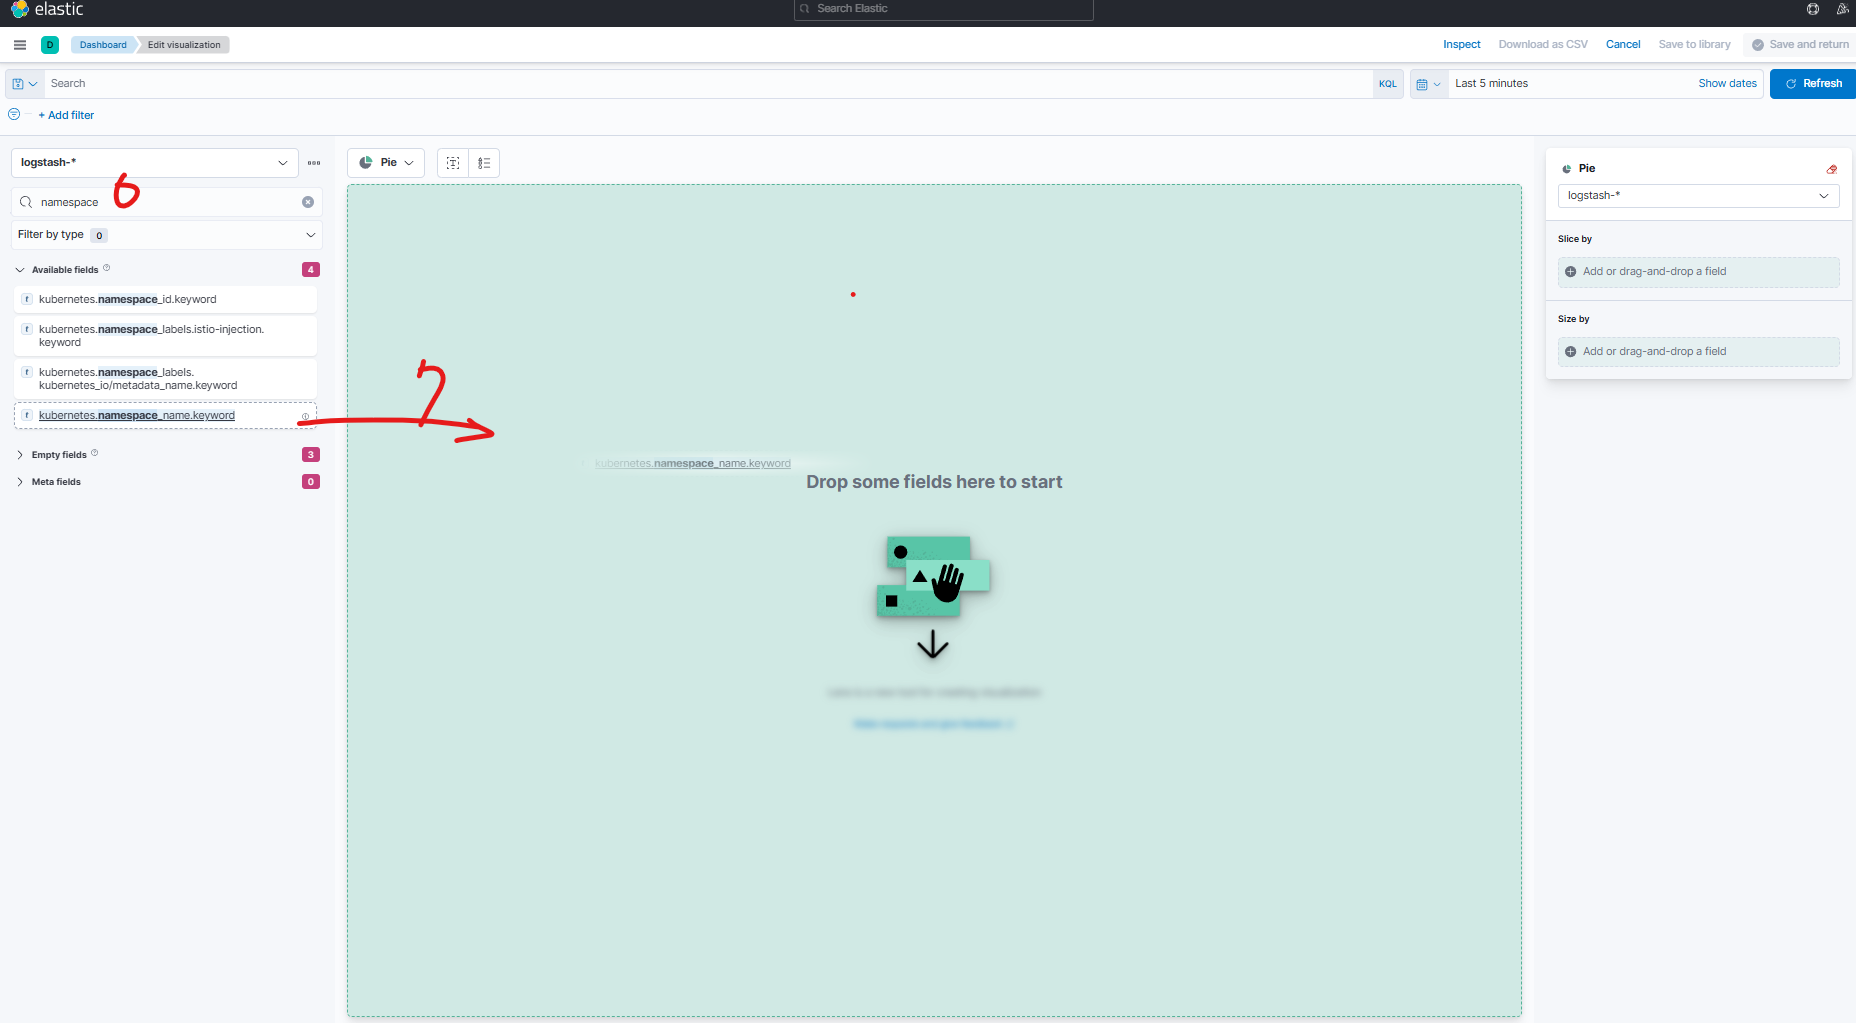 elastic
Search Elastic
D
Dashboard
Edit visualization
Inspect
Download as CSV
Cancel
Save to library
Save and return
Search
KQL
Last 5 minutes
Show dates
Refresh
+ Add filter
logstash-*
6
namespace
Filter by type 0
Available fields 4
t kubernetes.namespace_id.keyword
t kubernetes.namespace_labels.istio-injection.
keyword
t kubernetes.namespace_labels.
kubernetes_io/metadata_name.keyword
t kubernetes.namespace_name.keyword
Empty fields 3
Meta fields 0
Pie
7
kubernetes.namespace_name.keyword
Drop some fields here to start
Pie
logstash-*
Slice by
Add or drag-and-drop a field
Size by
Add or drag-and-drop a field